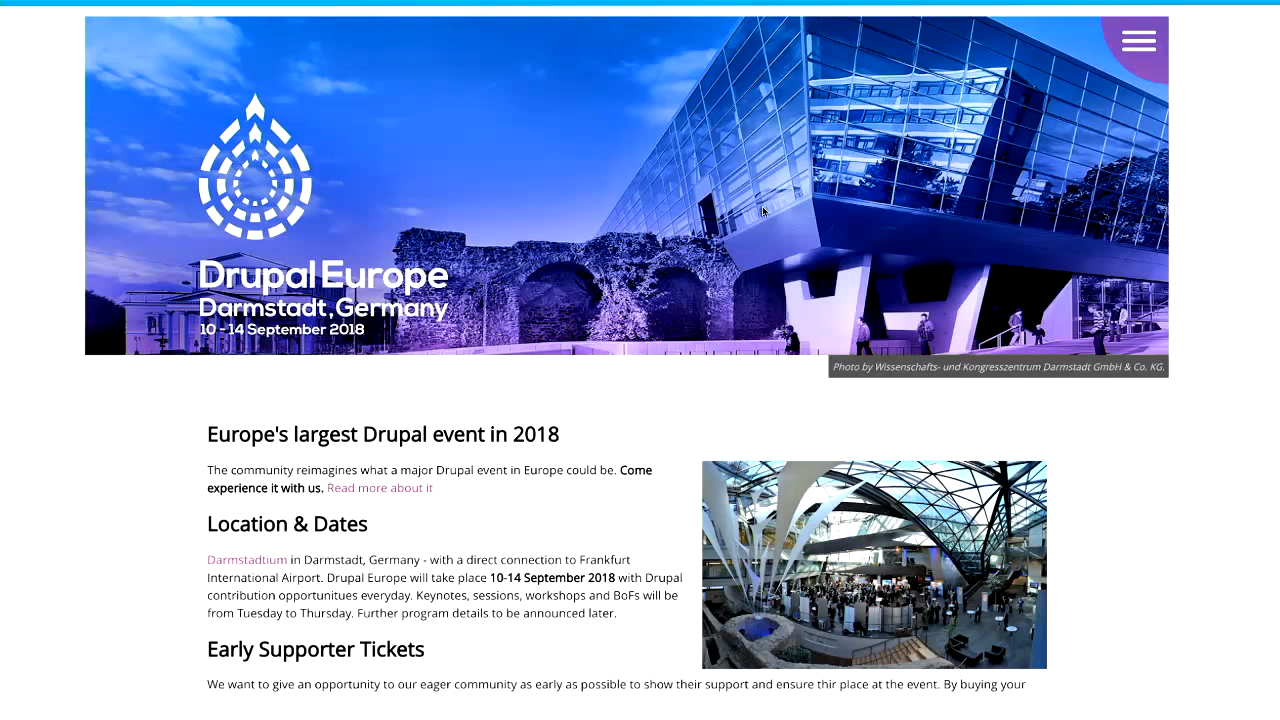 Drupal Europe
Darmstadt, Germany
10 - 14 September 2018
Photo by Wissenschafts- und Kongresszentrum Darmstadt GmbH & Co. KG.
Europe's largest Drupal event in 2018
The community reimagines what a major Drupal event in Europe could be. Come
experience it with us. Read more about it
Location & Dates
Darmstadtium in Darmstadt, Germany - with a direct connection to Frankfurt
International Airport. Drupal Europe will take place 10-14 September 2018 with Drupal
contribution opportunitues everyday. Keynotes, sessions, workshops and BoFs will be
from Tuesday to Thursday. Further program details to be announced later.
Early Supporter Tickets
We want to give an opportunity to our eager community as early as possible to show their support and ensure thir place at the event. By buying your